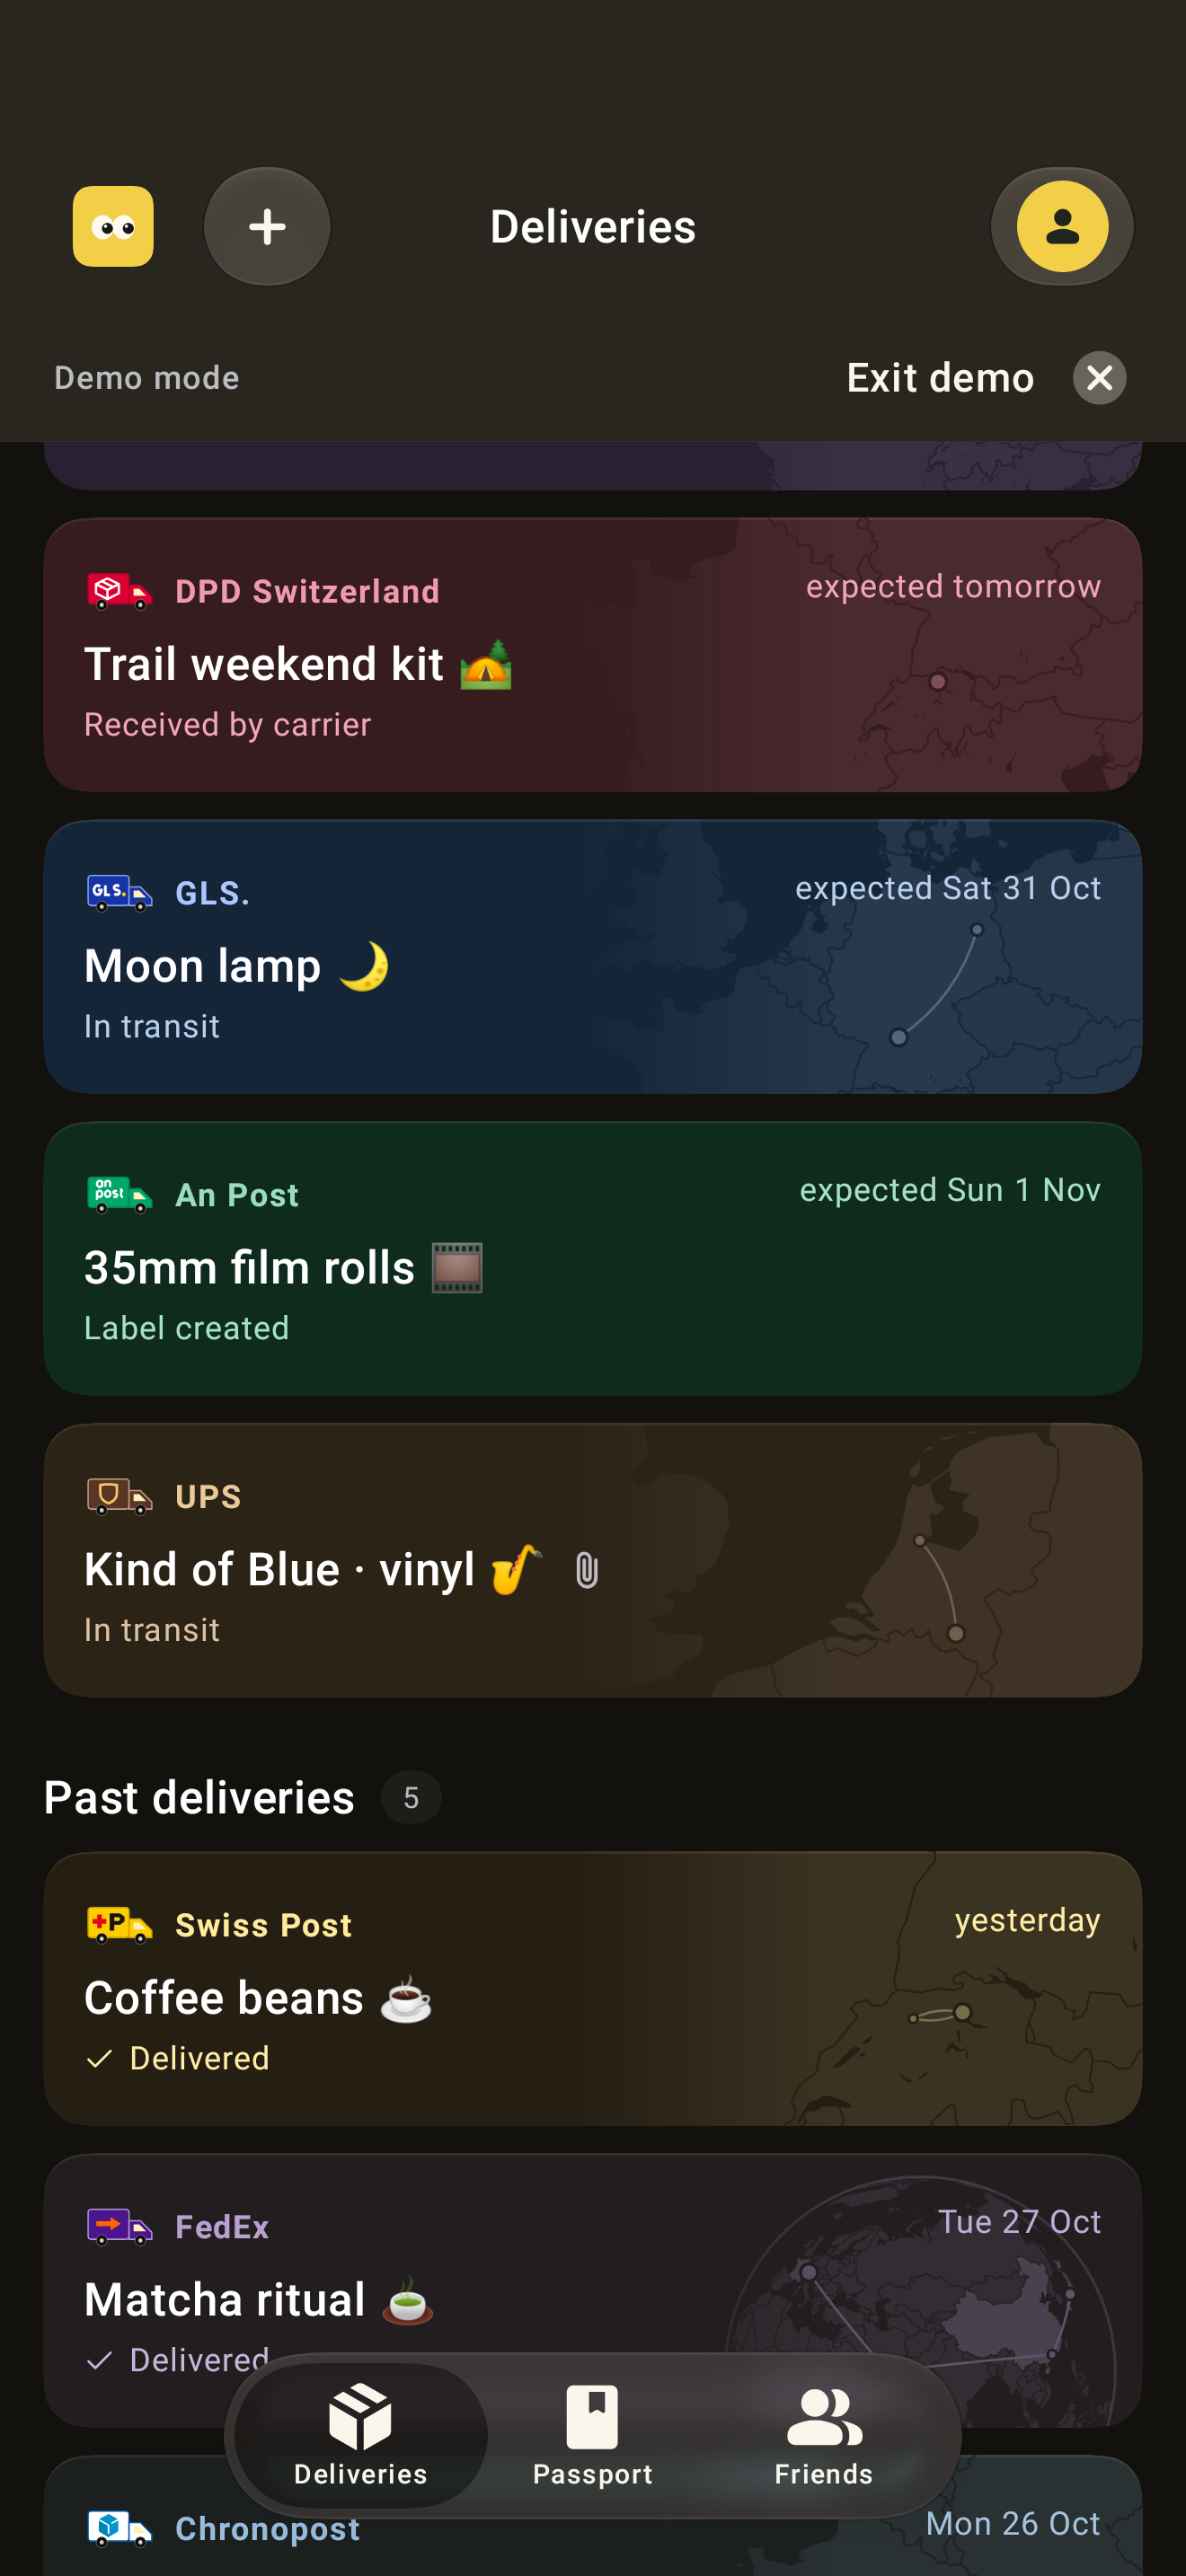 Deliveries
Demo mode
Exit demo
DPD Switzerland
expected tomorrow
Trail weekend kit 🏕️
Received by carrier
GLS.
GLS.
expected Sat 31 Oct
Moon lamp 🌙
In transit
an
post
An Post
expected Sun 1 Nov
35mm film rolls 🎞️
Label created
UPS
Kind of Blue · vinyl 🎷
In transit
Past deliveries 5
P
Swiss Post
yesterday
Coffee beans ☕
Delivered
FedEx
Tue 27 Oct
Matcha ritual 🍵
Delivered
Deliveries
Passport
Friends
Chronopost
Mon 26 Oct